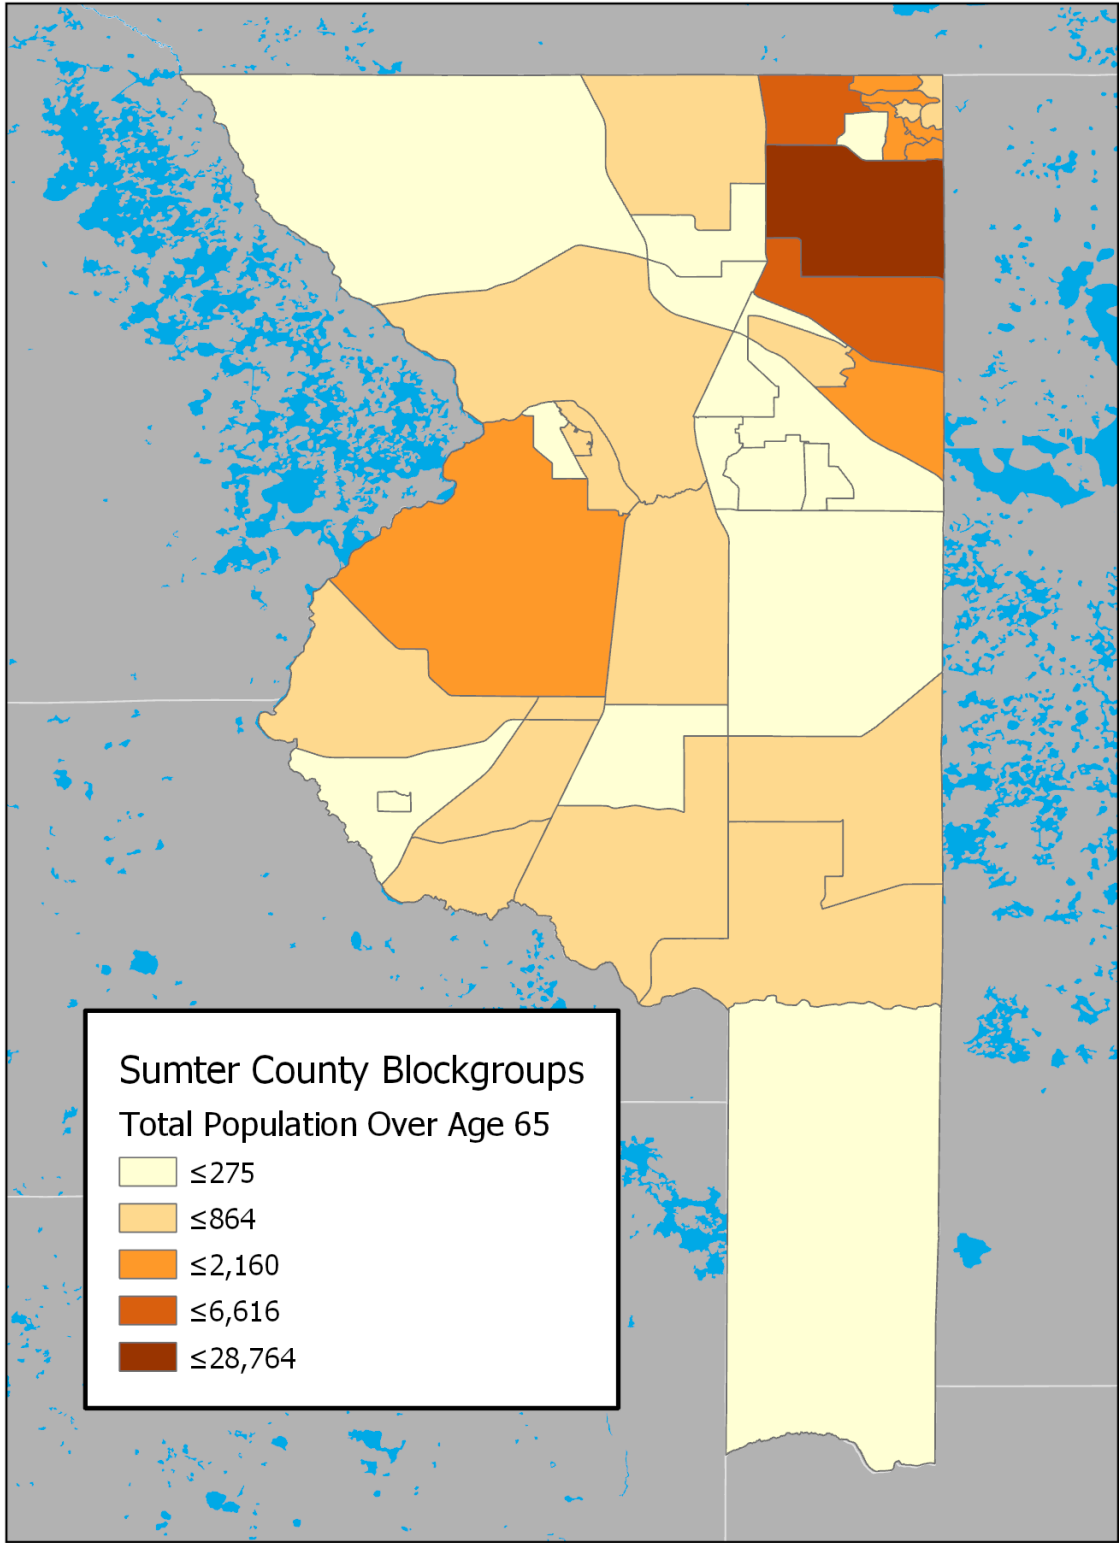 Sumter County Blockgroups
Total Population Over Age 65
≤275
≤864
≤2,160
≤6,616
≤28,764